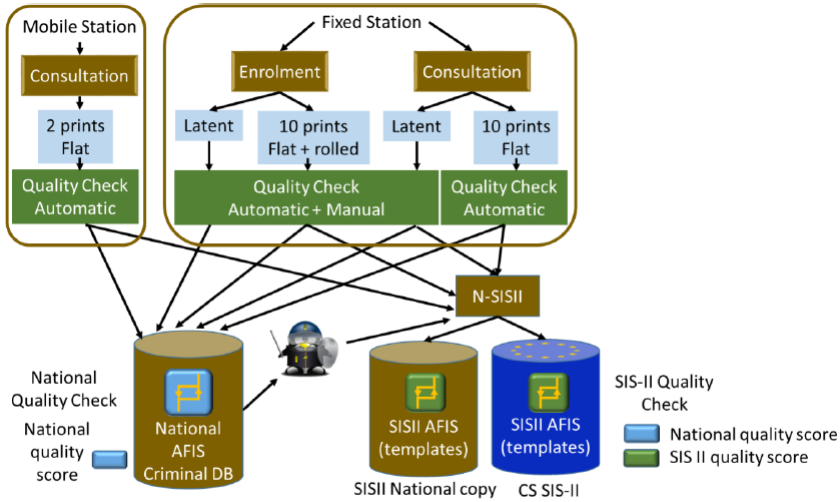 Mobile Station
Fixed Station
Consultation
Enrolment
Consultation
2 prints
Flat
Latent
10 prints
Flat + rolled
Latent
10 prints
Flat
Quality Check
Automatic
Quality Check
Automatic + Manual
Quality Check
Automatic
N-SISII
National
Quality Check
National
quality
score
National
AFIS
Criminal DB
SISII AFIS
(templates)
SISII AFIS
(templates)
SIS-II Quality
Check
National quality score
SIS II quality score
SISII National copy
CS SIS-II